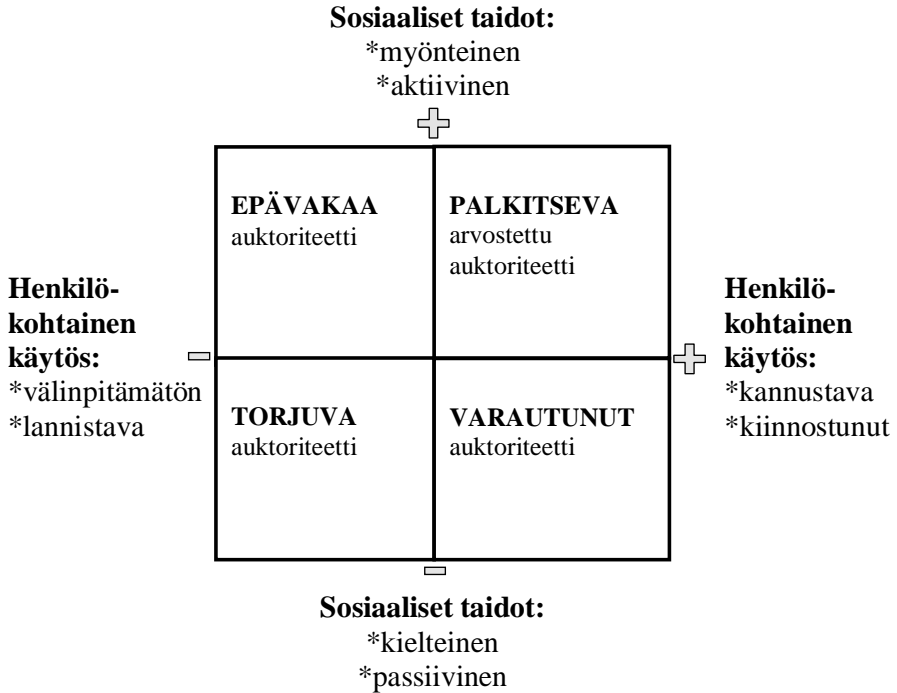 Sosiaaliset taidot:
*myönteinen
*aktiivinen
EPÄVAKAA
auktoriteetti
PALKITSEVA
arvostettu
auktoriteetti
Henkilö-
kohtainen
käytös:
*välinpitämätön
*lannistava
Henkilö-
kohtainen
käytös:
*kannustava
*kiinnostunut
TORJUVA
auktoriteetti
VARAUTUNUT
auktoriteetti
Sosiaaliset taidot:
*kielteinen
*passiivinen